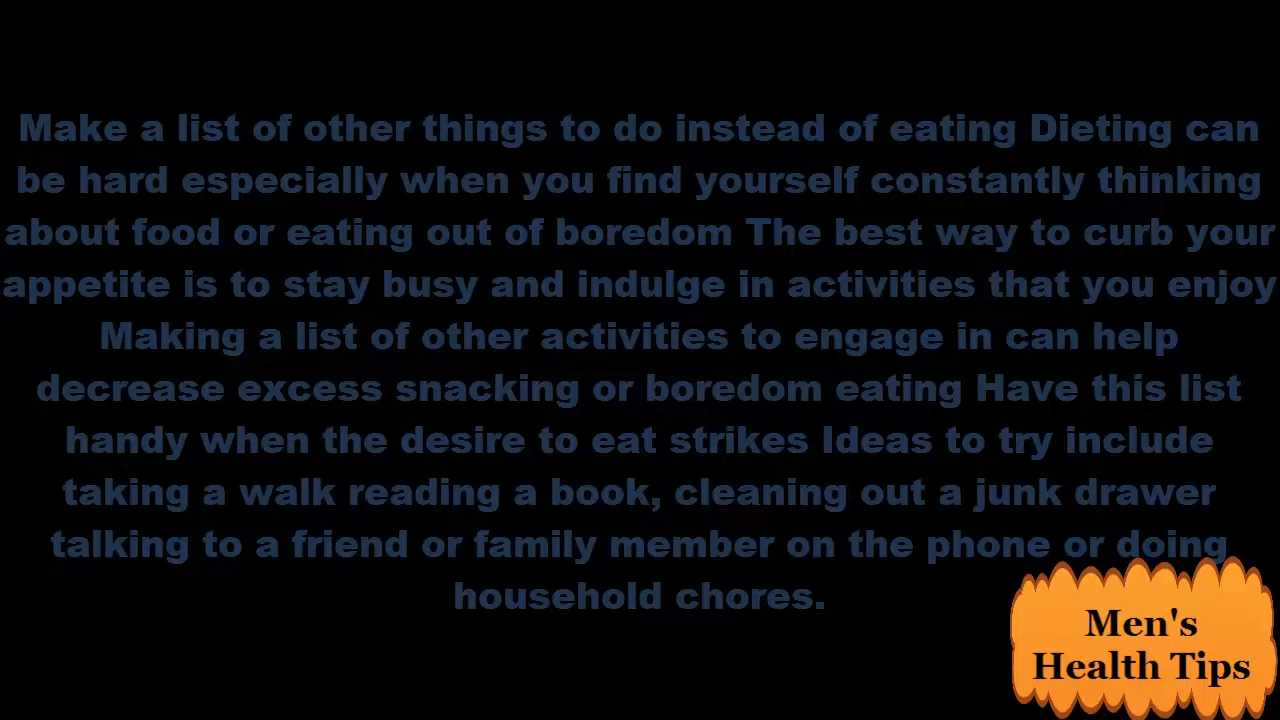 Make a list of other things to do instead of eating Dieting can
be hard especially when you find yourself constantly thinking
about food or eating out of boredom The best way to curb your
appetite is to stay busy and indulge in activities that you enjoy
Making a list of other activities to engage in can help
decrease excess snacking or boredom eating Have this list
handy when the desire to eat strikes Ideas to try include
taking a walk reading a book, cleaning out a junk drawer
talking to a friend or family member on the phone or doing
household chores.
Men's
Health Tips